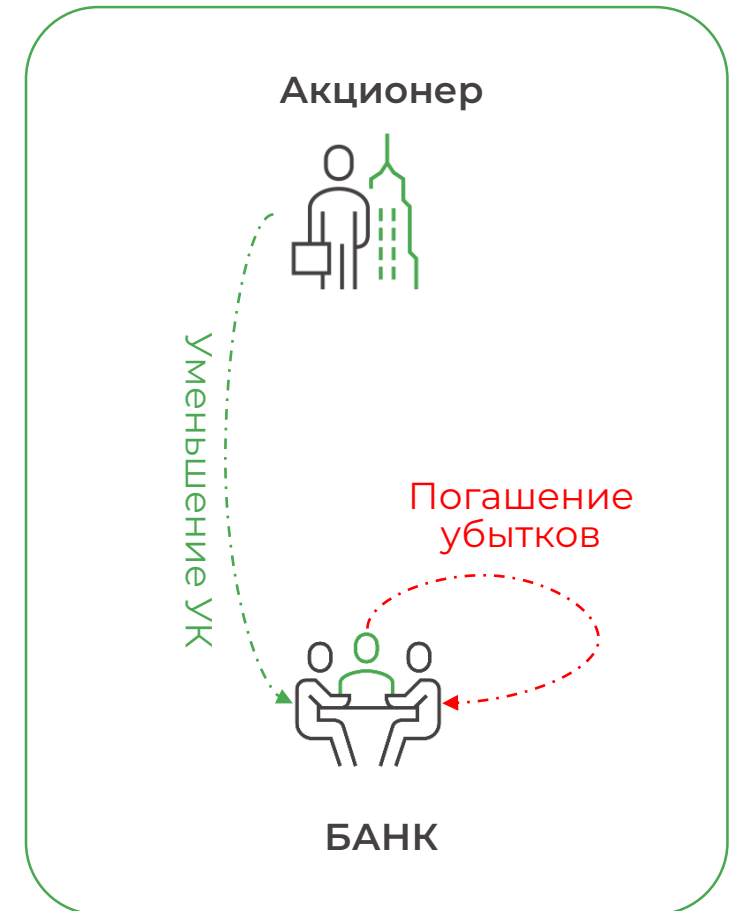 Акционер
Уменьшение УК
Погашение
убытков
БАНК